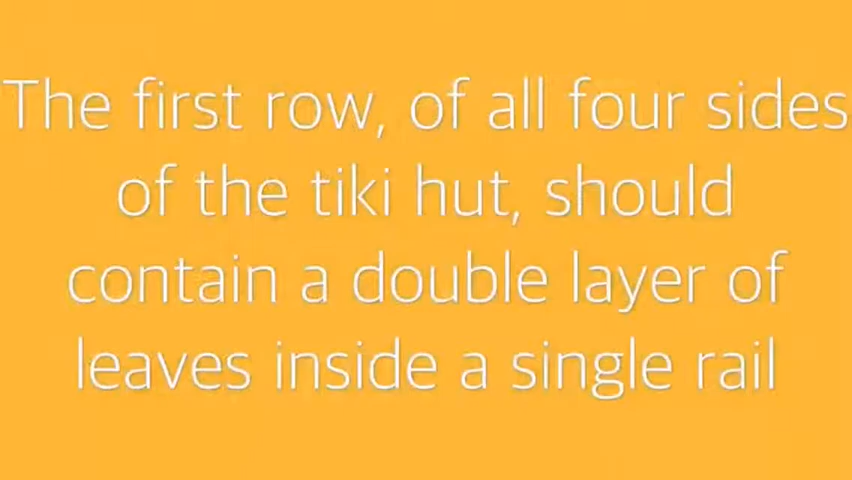 The first row, of all four sides
of the tiki hut, should
contain a double layer of
leaves inside a single rail